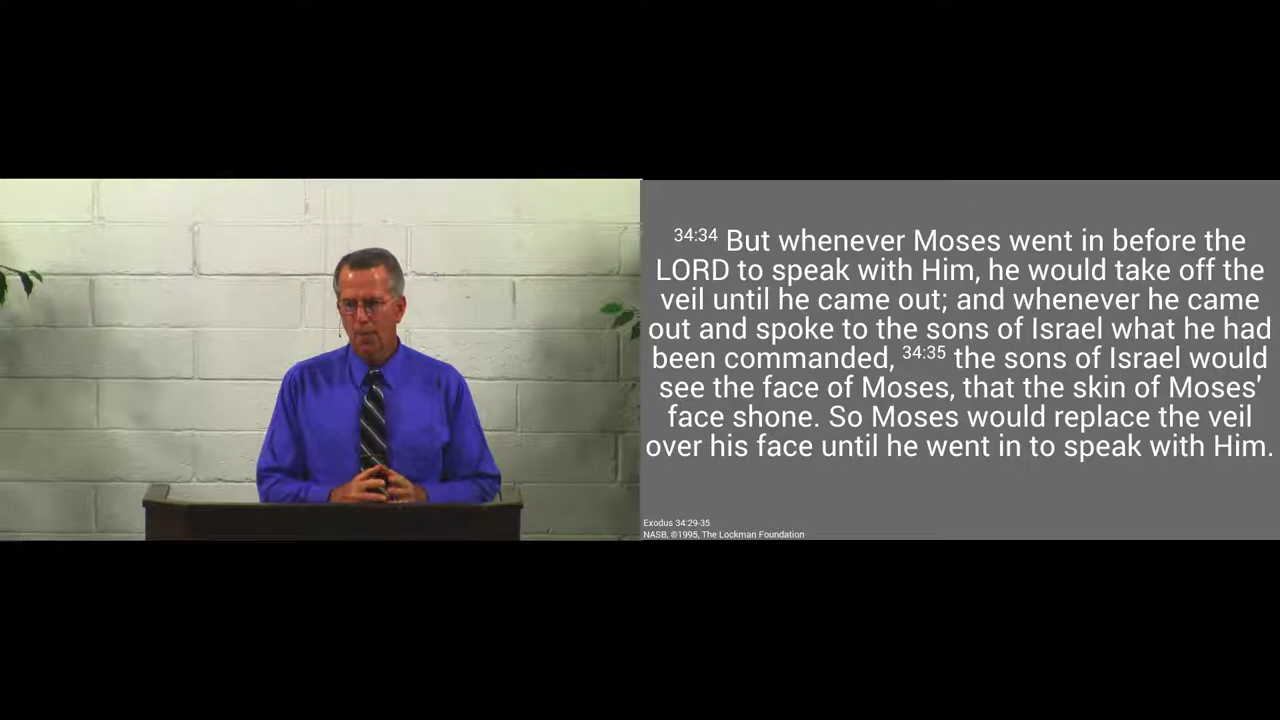 34:34 But whenever Moses went in before the
LORD to speak with Him, he would take off the
veil until he came out; and whenever he came
out and spoke to the sons of Israel what he had
been commanded, 34:35 the sons of Israel would
see the face of Moses, that the skin of Moses'
face shone. So Moses would replace the veil
over his face until he went in to speak with Him.
Exodus 34:29-35
NASB, ©1995, The Lockman Foundation